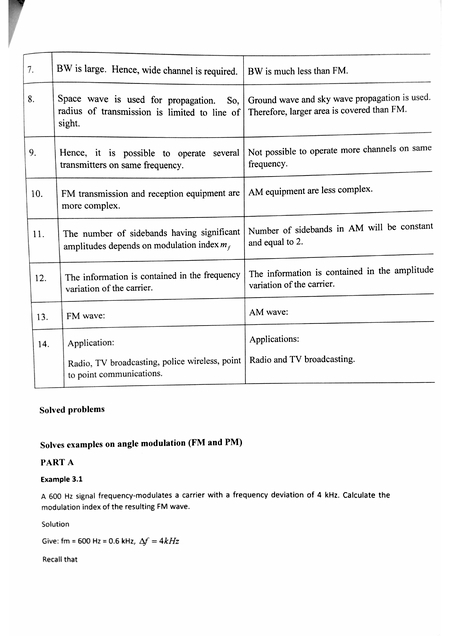 7. BW is large. Hence, wide channel is required. BW is much less than FM.
8. Space wave is used for propagation. So, Ground wave and sky wave propagation is used.
radius of transmission is limited to line of Therefore, larger area is covered than FM.
sight.
9. Hence, it is possible to operate several Not possible to operate more channels on same
transmitters on same frequency. frequency.
10. FM transmission and reception equipment are AM equipment are less complex.
more complex.
11. The number of sidebands having significant Number of sidebands in AM will be constant
amplitudes depends on modulation index m_f and equal to 2.
12. The information is contained in the frequency The information is contained in the amplitude
variation of the carrier. variation of the carrier.
13. FM wave: AM wave:
14. Application: Applications:
Radio, TV broadcasting, police wireless, point Radio and TV broadcasting.
to point communications.
Solved problems
Solves examples on angle modulation (FM and PM)
PART A
Example 3.1
A 600 Hz signal frequency-modulates a carrier with a frequency deviation of 4 kHz. Calculate the
modulation index of the resulting FM wave.
Solution
Give: fm = 600 Hz = 0.6 kHz, Δf = 4kHz
Recall that